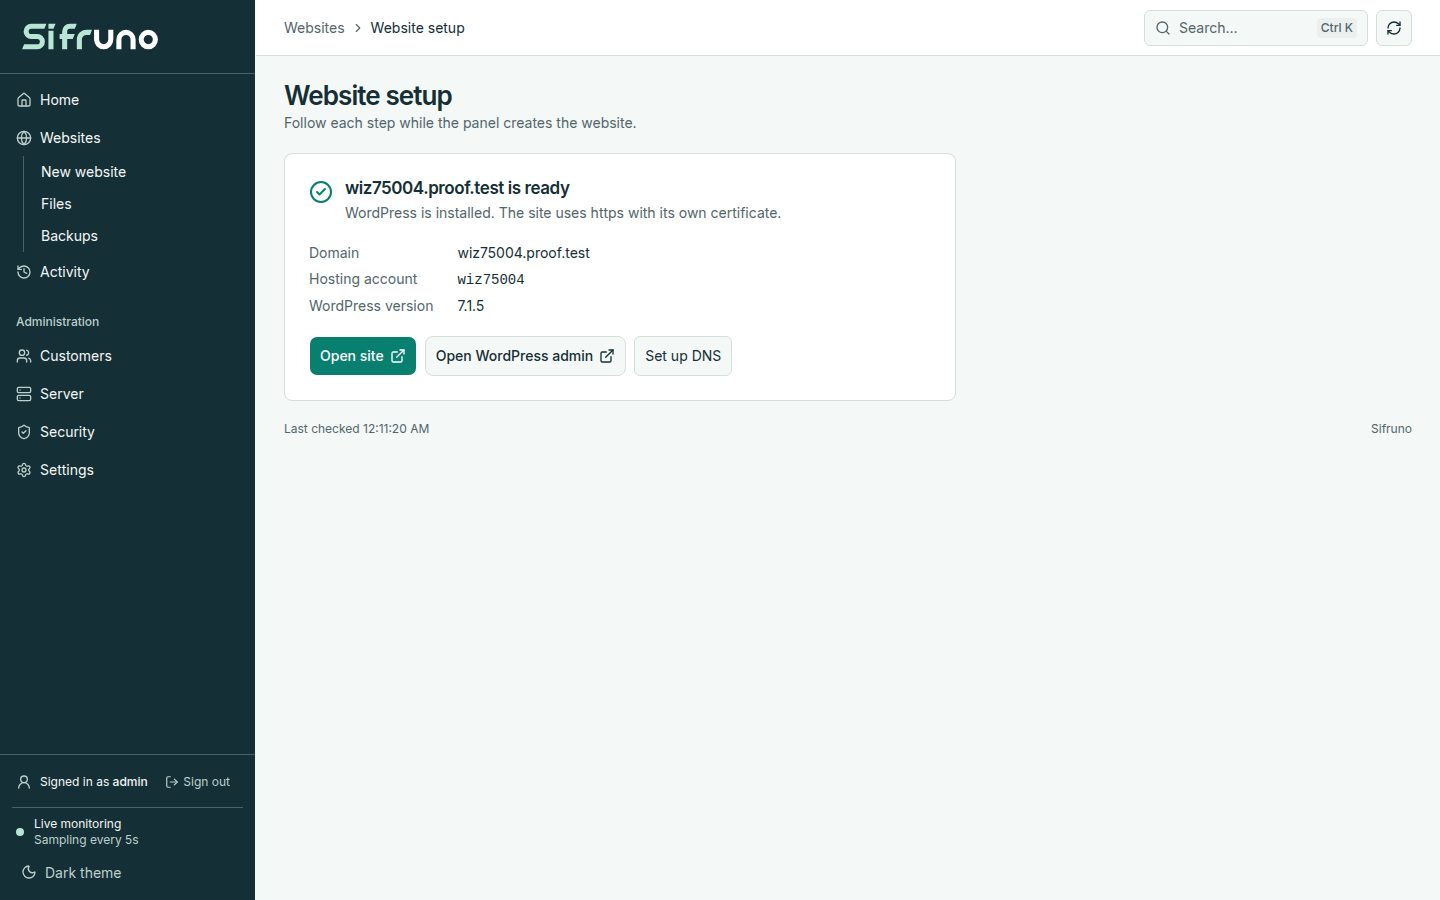 Sifruno
Home
Websites
New website
Files
Backups
Activity
Administration
Customers
Server
Security
Settings
Signed in as admin
Sign out
Live monitoring
Sampling every 5s
Dark theme
Websites > Website setup
Search...
Ctrl K
Website setup
Follow each step while the panel creates the website.
wiz75004.proof.test is ready
WordPress is installed. The site uses https with its own certificate.
Domain wiz75004.proof.test
Hosting account wiz75004
WordPress version 7.1.5
Open site
Open WordPress admin
Set up DNS
Last checked 12:11:20 AM
Sifruno